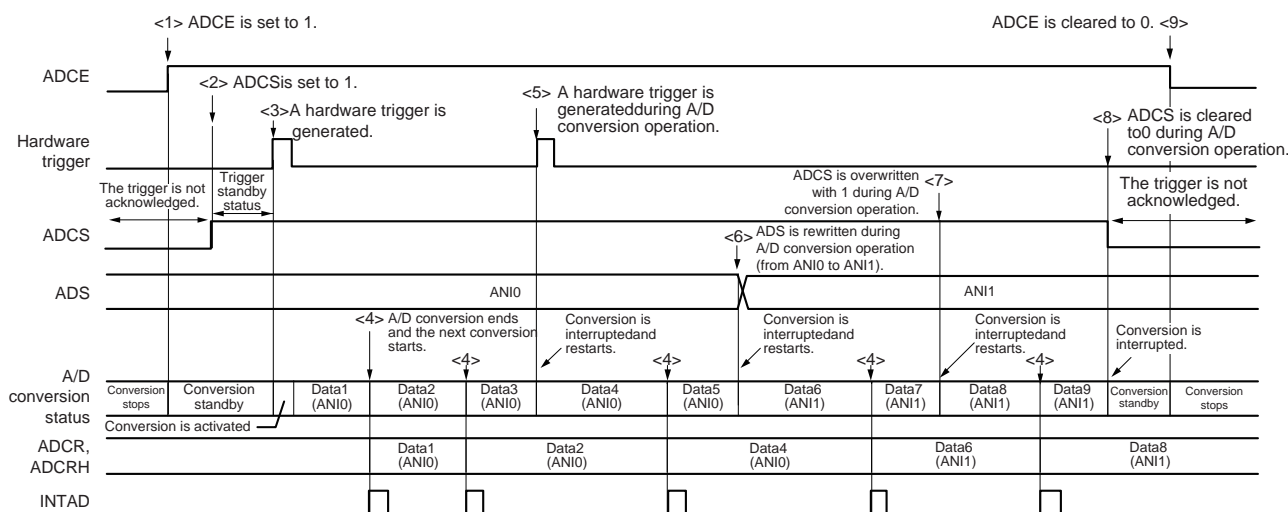 <1> ADCE is set to 1.
ADCE is cleared to 0. <9>
ADCE
<2> ADCSis set to 1.
<3>A hardware trigger is
generated.
<5> A hardware trigger is
generatedduring A/D
conversion operation.
<8> ADCS is cleared
to0 during A/D
conversion operation.
Hardware
trigger
The trigger is not
acknowledged.
Trigger
standby
status
ADCS is overwritten <7>
with 1 during A/D
conversion operation.
The trigger is not
acknowledged.
ADCS
<6> ADS is rewritten during
A/D conversion operation
(from ANI0 to ANI1).
ADS
ANI0
ANI1
<4> A/D conversion ends
and the next conversion
starts.
<4>
Conversion is
interruptedand
restarts.
<4>
Conversion is
interruptedand
restarts.
<4>
Conversion is
interruptedand
restarts.
<4>
Conversion is
interrupted.
A/D
conversion
status
Conversion
stops
Conversion
standby
Data1
(ANI0)
Data2
(ANI0)
Data3
(ANI0)
Data4
(ANI0)
Data5
(ANI0)
Data6
(ANI1)
Data7
(ANI1)
Data8
(ANI1)
Data9
(ANI1)
Conversion
standby
Conversion
stops
Conversion is activated
ADCR,
ADCRH
Data1
(ANI0)
Data2
(ANI0)
Data4
(ANI0)
Data6
(ANI1)
Data8
(ANI1)
INTAD